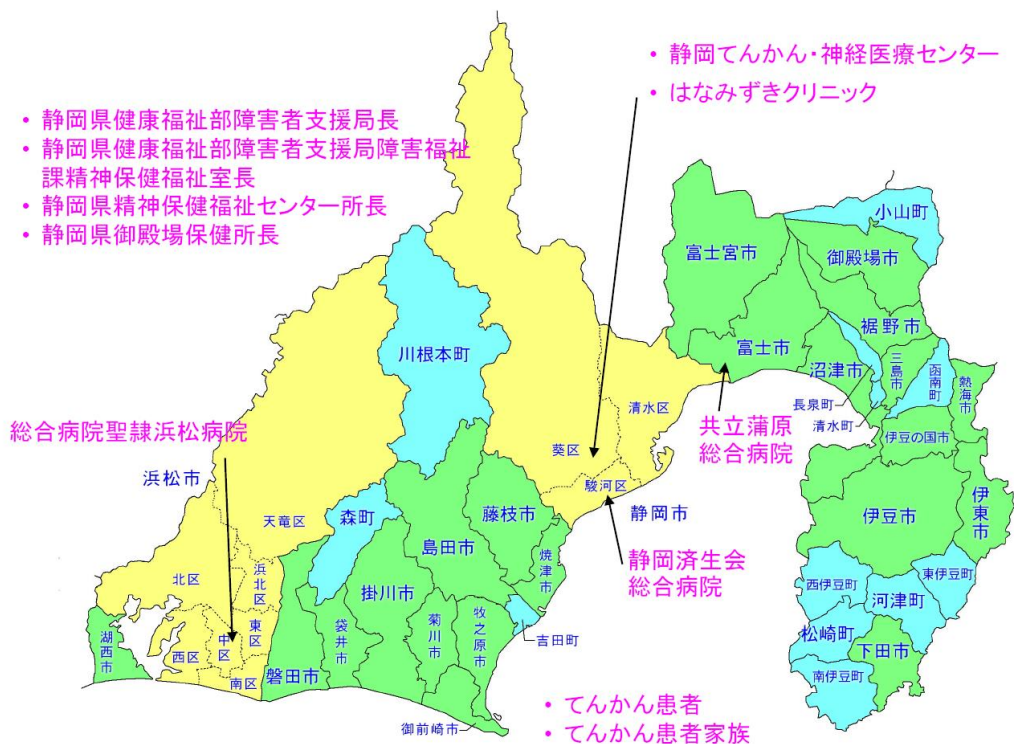 • 静岡てんかん・神経医療センター
• はなみずきクリニック
• 静岡県健康福祉部障害者支援局長
• 静岡県健康福祉部障害者支援局障害福祉
課精神保健福祉室長
• 静岡県精神保健福祉センター所長
• 静岡県御殿場保健所長
小山町
富士宮市
御殿場市
裾野市
川根本町
富士市
沼津市
三島市
函南町
熱海市
長泉町
清水町
伊豆の国市
清水区
共立蒲原
総合病院
総合病院聖隷浜松病院
葵区
駿河区
浜松市
静岡市
天竜区
森町
藤枝市
伊豆市
伊東市
島田市
焼津市
静岡済生会
総合病院
北区
浜北区
掛川市
西伊豆町
東伊豆町
河津町
湖西市
西区
中区
東区
袋井市
菊川市
牧之原市
吉田町
松崎町
下田市
南区
磐田市
南伊豆町
御前崎市
• てんかん患者
• てんかん患者家族